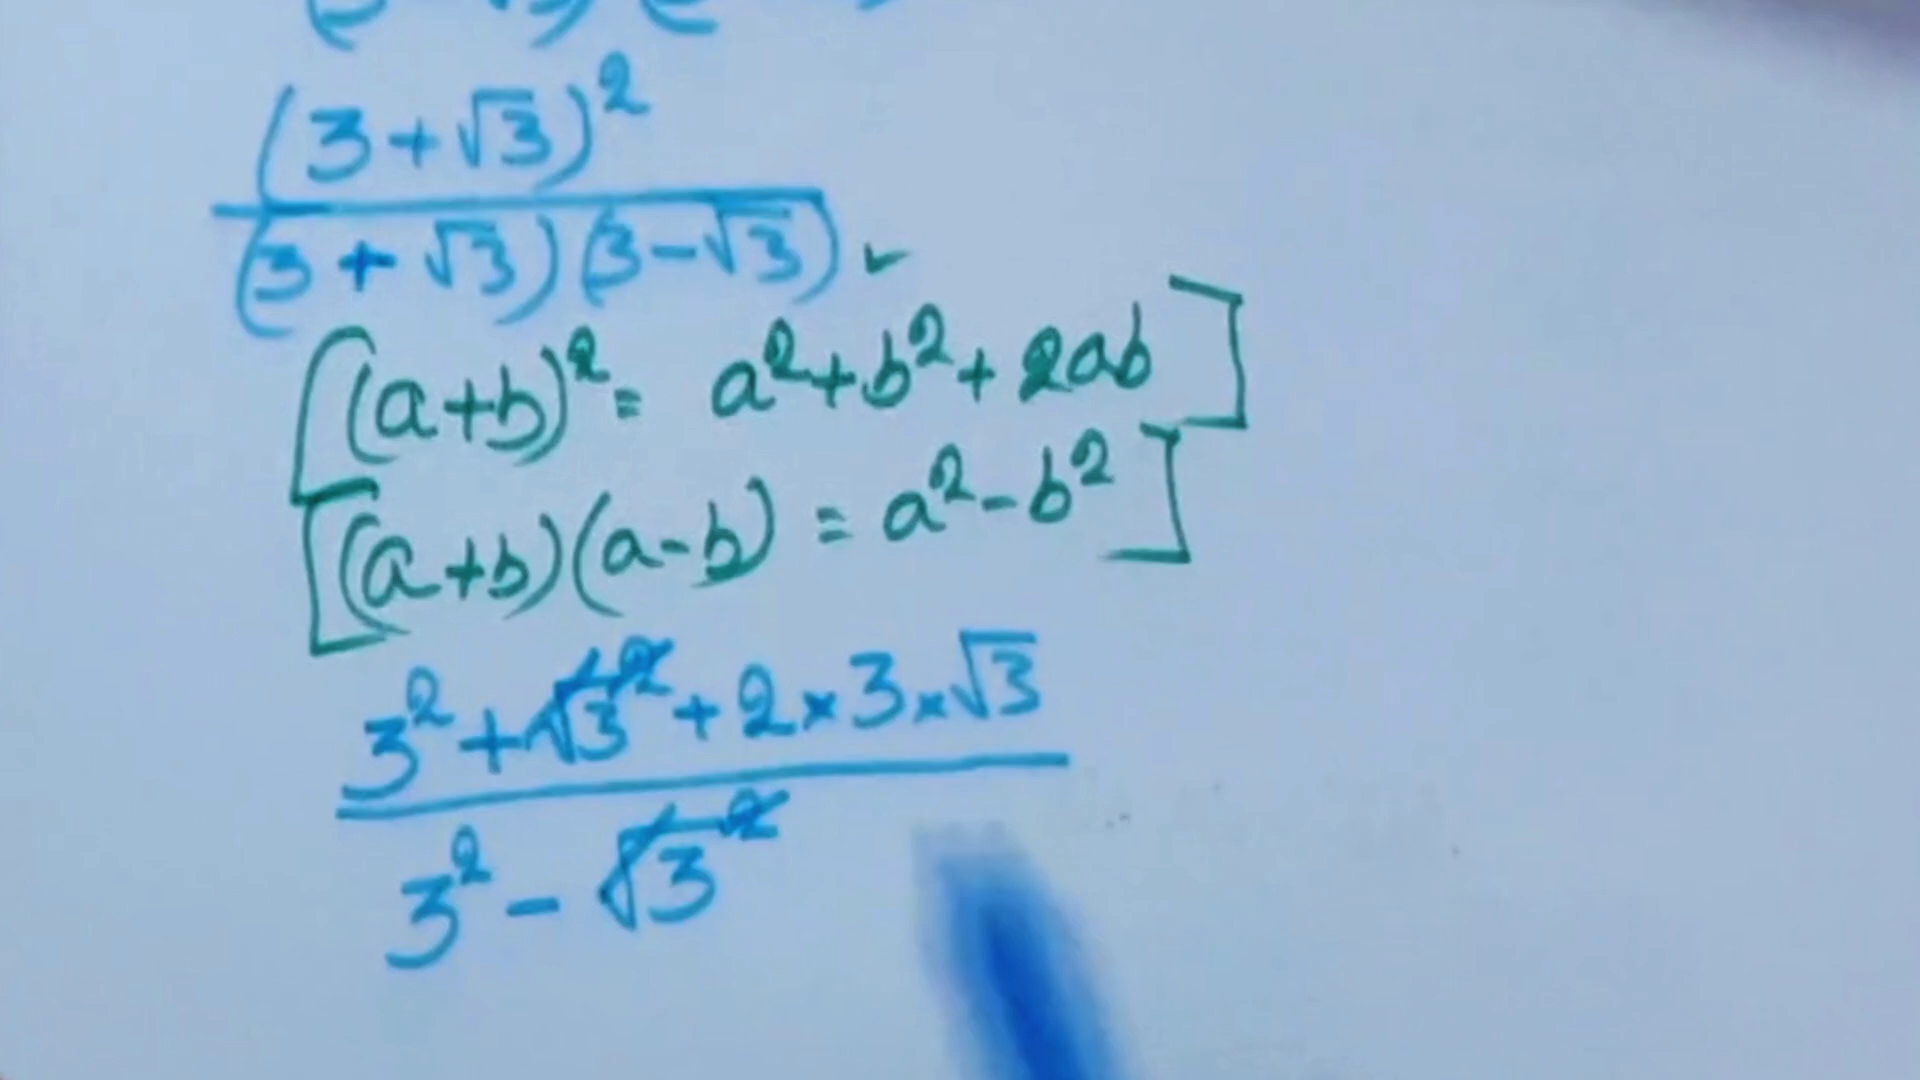 (3+√3)²
(3+√3)(3-√3) ✓
[(a+b)² = a²+b²+2ab]
[(a+b)(a-b) = a²-b²]
3²+√3²+2×3×√3
3²-√3²